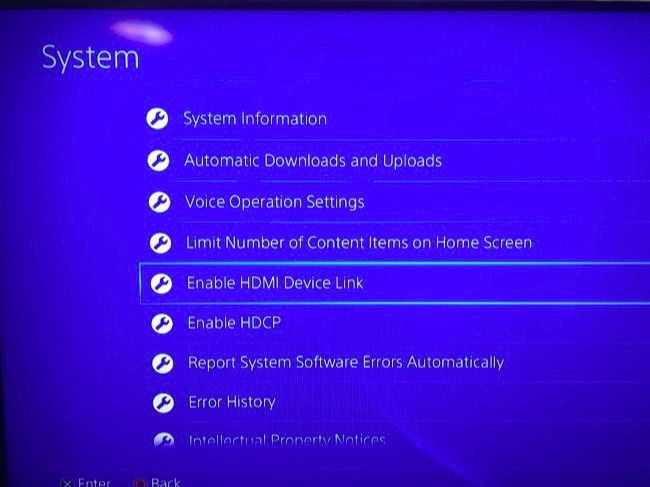 System
System Information
Automatic Downloads and Uploads
Voice Operation Settings
Limit Number of Content Items on Home Screen
Enable HDMI Device Link
Enable HDCP
Report System Software Errors Automatically
Error History
Intellectual Property Notices
Enter Back